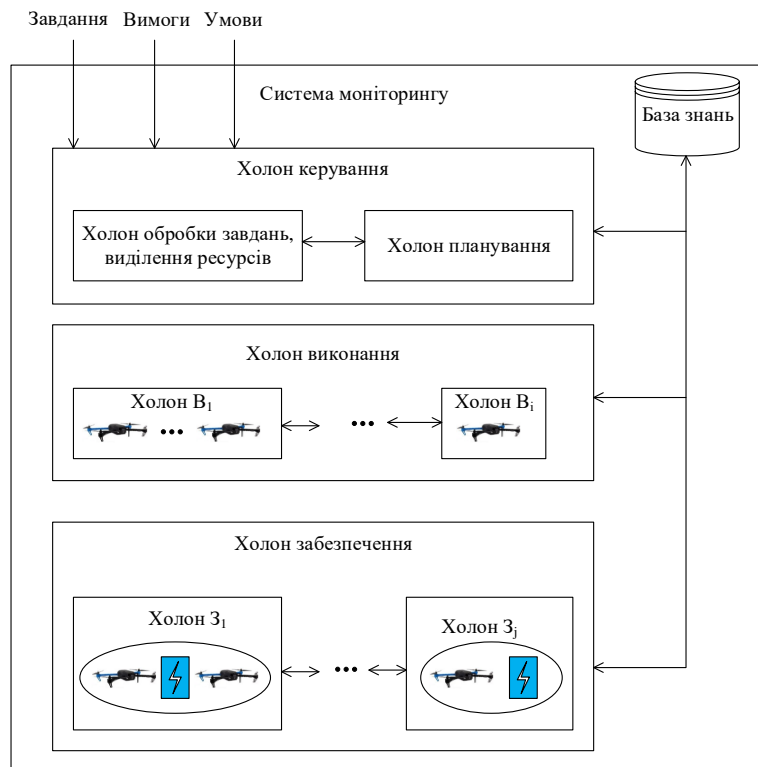 Завдання Вимоги Умови
Система моніторингу
База знань
Холон керування
Холон обробки завдань,
виділення ресурсів
Холон планування
Холон виконання
Холон В₁
...
...
Холон Вᵢ
Холон забезпечення
Холон З₁
...
Холон Зⱼ